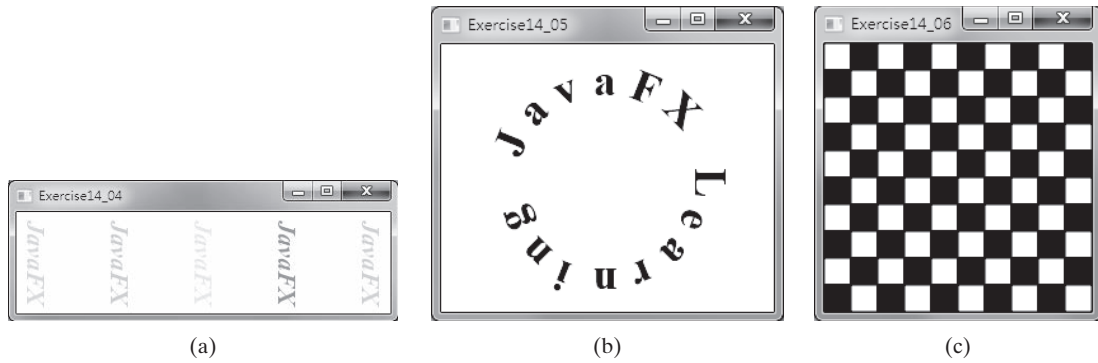 Exercise14_04
JavaFX JavaFX JavaFX JavaFX JavaFX
(a)
Exercise14_05
JavaFX Learning
(b)
Exercise14_06
(c)